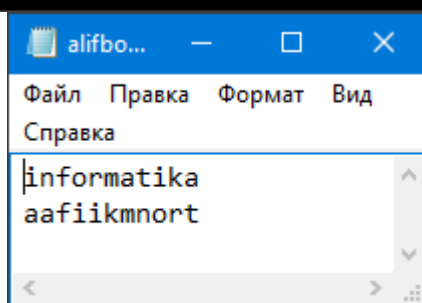 alifbo...
Файл Правка Формат Вид
Справка
informatika
aafiikmnort